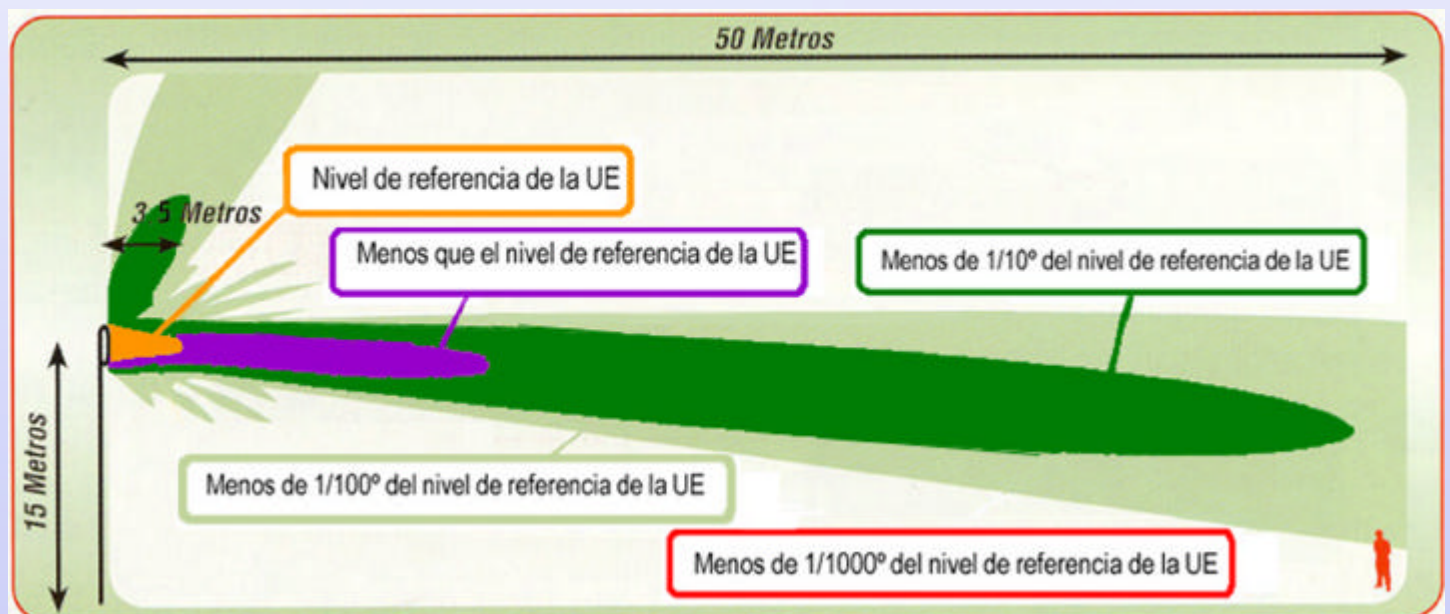 50 Metros
Nivel de referencia de la UE
3,5 Metros
Menos que el nivel de referencia de la UE
Menos de 1/10º del nivel de referencia de la UE
15 Metros
Menos de 1/100º del nivel de referencia de la UE
Menos de 1/1000º del nivel de referencia de la UE